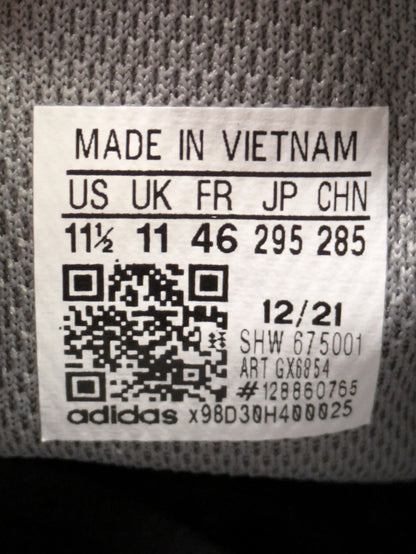 MADE IN VIETNAM
US UK FR JP CHN
11½ 11 46 295 285
12/21
SHW 675001
ART GX6854
#128860765
adidas x98D30H400025